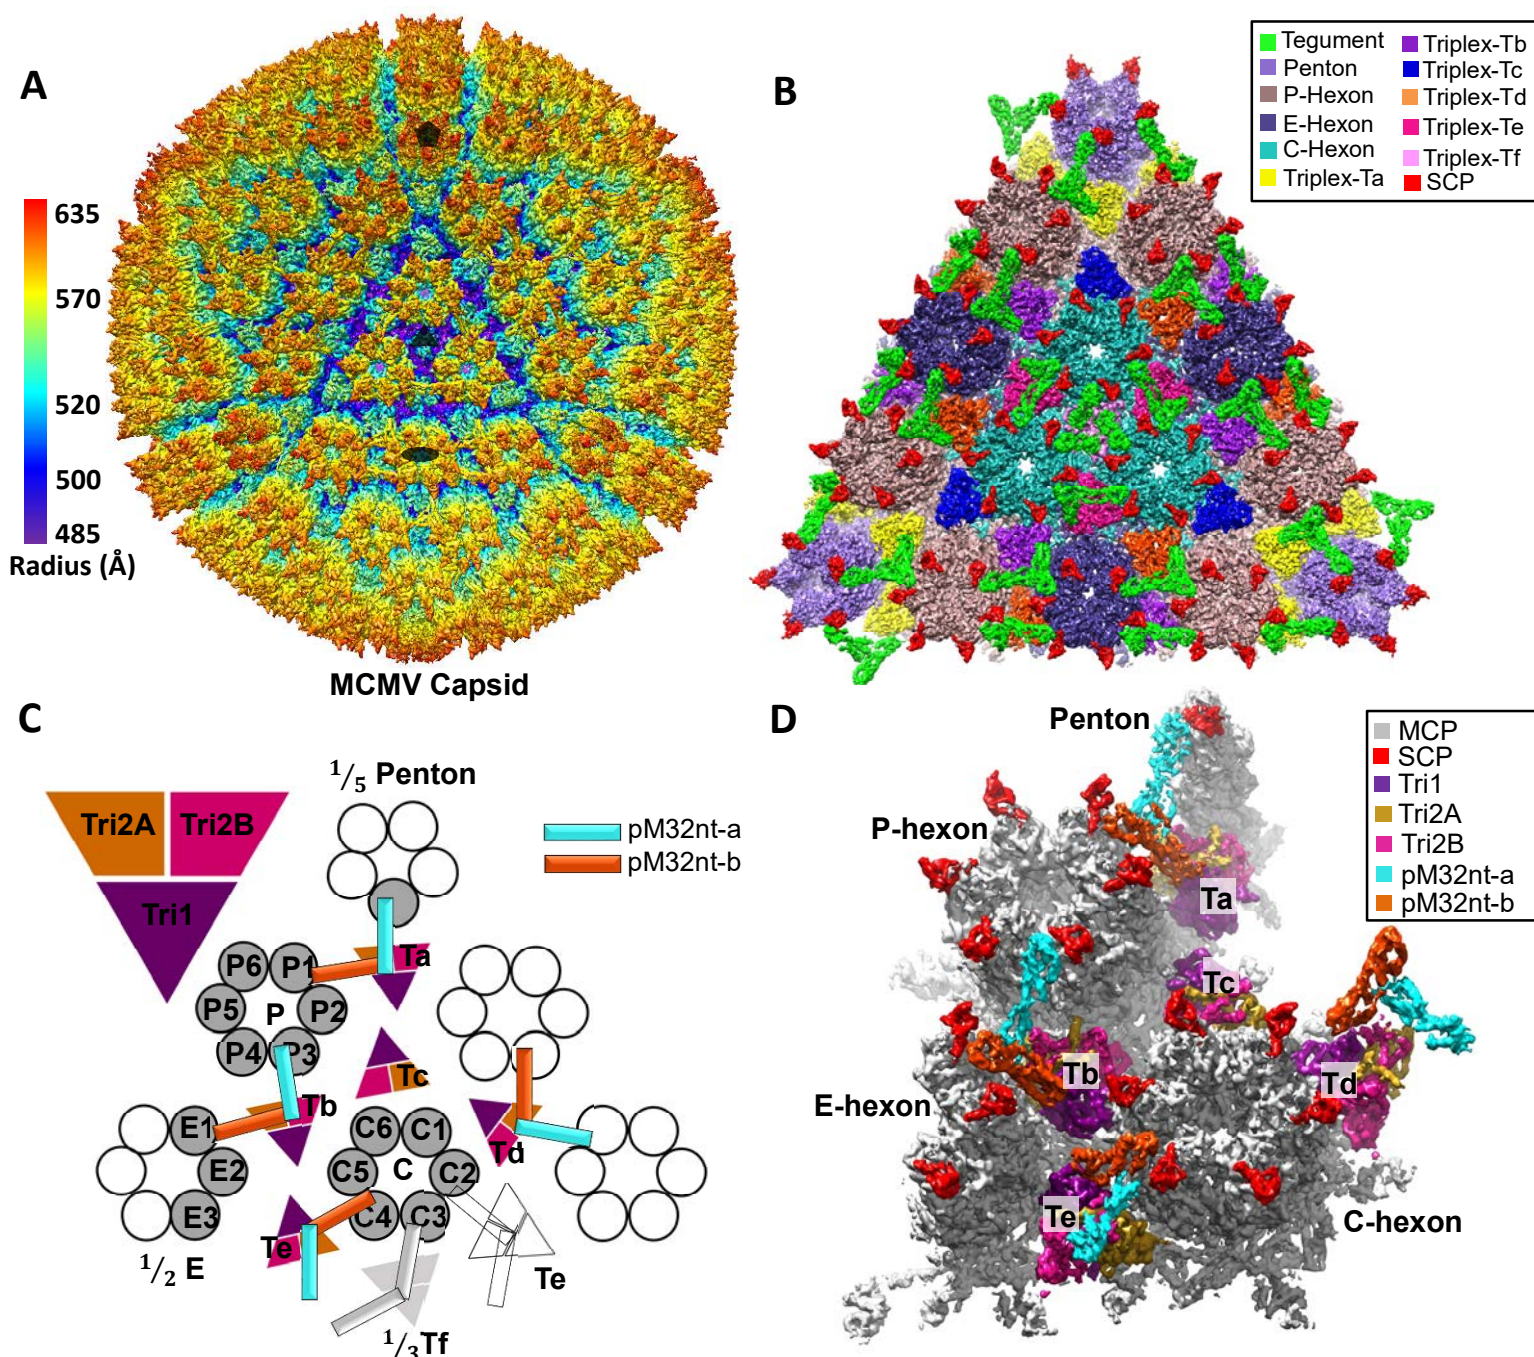 A
635
570
520
500
485
Radius (Å)
MCMV Capsid
B
Tegument
Penton
P-Hexon
E-Hexon
C-Hexon
Triplex-Ta
Triplex-Tb
Triplex-Tc
Triplex-Td
Triplex-Te
Triplex-Tf
SCP
C
1/5 Penton
Tri2A Tri2B
Tri1
pM32nt-a
pM32nt-b
P6 P1 Ta
P5 P P2
P4 P3
Tc
E1 Tb C6 C1 Td
E2 C5 C C2
E3 C4 C3
Te Te
1/2 E
1/3Tf
D
Penton
P-hexon
Ta
Tc
Tb Td
E-hexon
Te C-hexon
MCP
SCP
Tri1
Tri2A
Tri2B
pM32nt-a
pM32nt-b